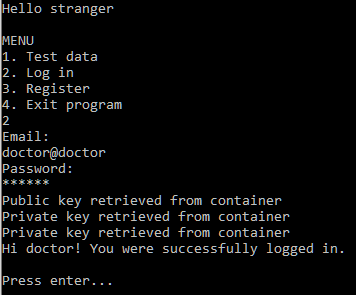 Hello stranger
MENU
1. Test data
2. Log in
3. Register
4. Exit program
2
Email:
doctor@doctor
Password:
******
Public key retrieved from container
Private key retrieved from container
Private key retrieved from container
Hi doctor! You were successfully logged in.
Press enter...